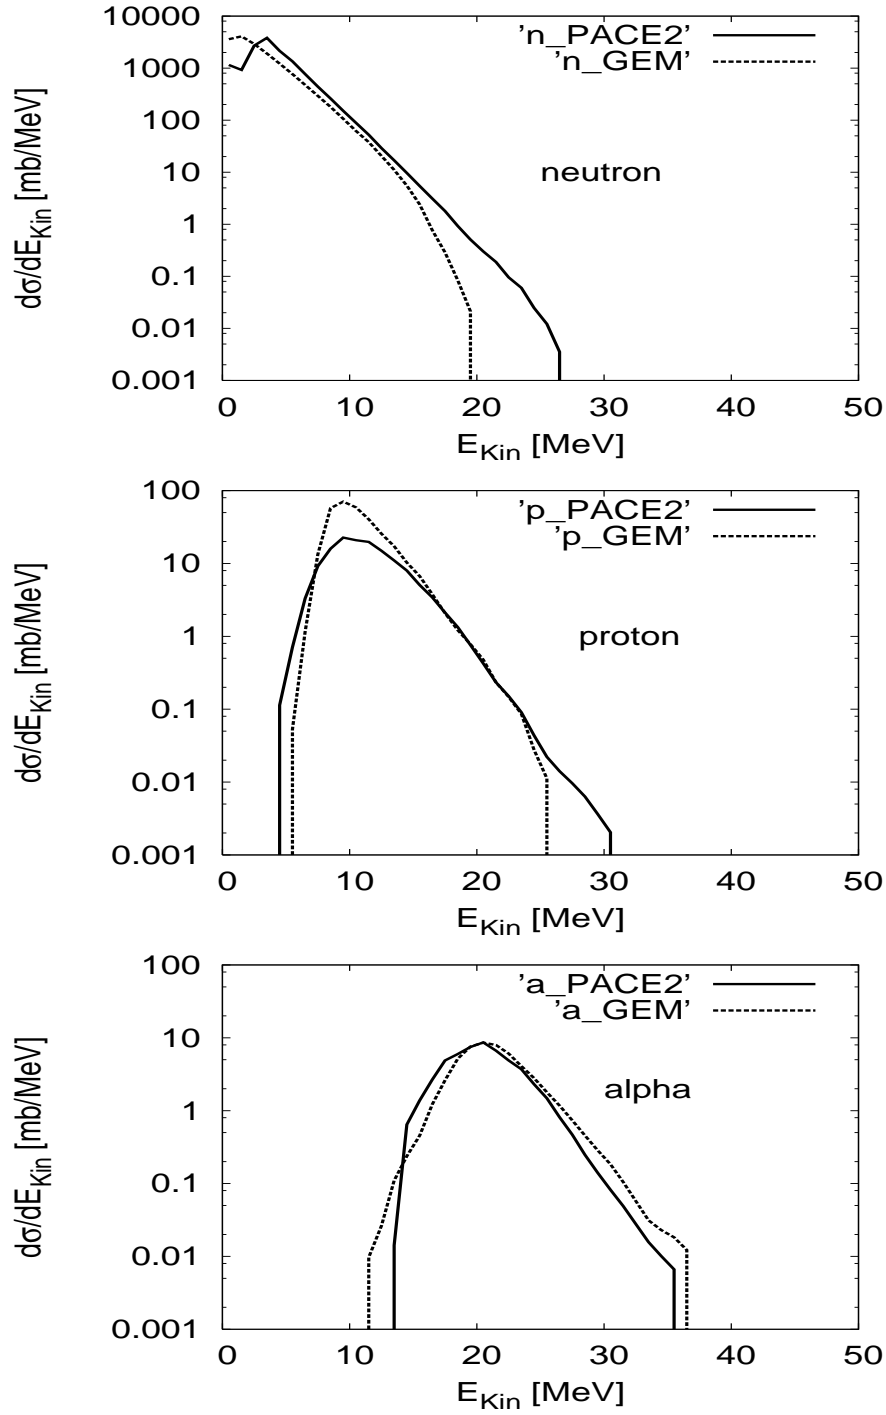 10000
1000
100
10
1
0.1
0.01
0.001
dσ/dE_Kin [mb/MeV]
'n_PACE2'
'n_GEM'
neutron
0 10 20 30 40 50
E_Kin [MeV]
100
10
1
0.1
0.01
0.001
dσ/dE_Kin [mb/MeV]
'p_PACE2'
'p_GEM'
proton
0 10 20 30 40 50
E_Kin [MeV]
100
10
1
0.1
0.01
0.001
dσ/dE_Kin [mb/MeV]
'a_PACE2'
'a_GEM'
alpha
0 10 20 30 40 50
E_Kin [MeV]